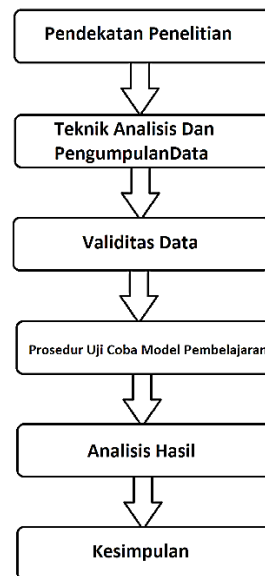 Pendekatan Penelitian
Teknik Analisis Dan
PengumpulanData
Validitas Data
Prosedur Uji Coba Model Pembelajaran
Analisis Hasil
Kesimpulan